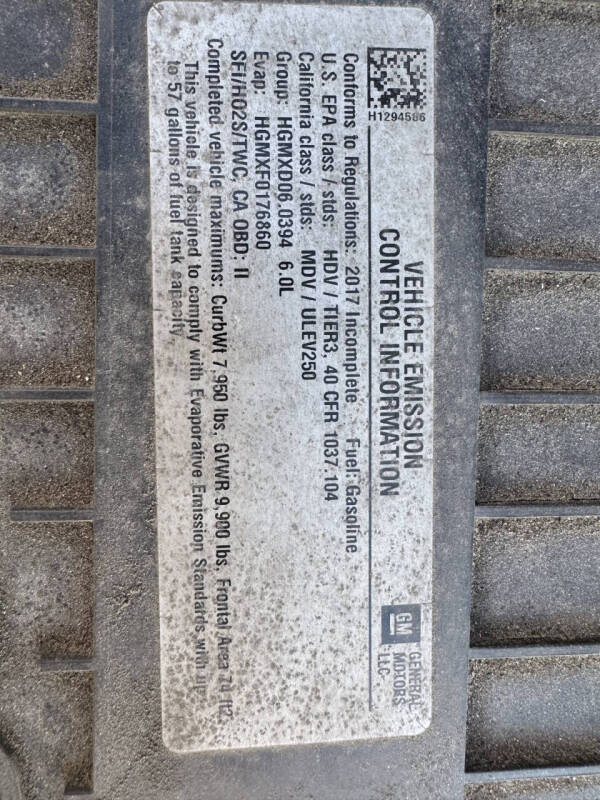 H1294586
VEHICLE EMISSION
CONTROL INFORMATION
GM
GENERAL
MOTORS
LLC
Conforms to Regulations: 2017 Incomplete Fuel: Gasoline
U.S. EPA class / stds: HDV / TIER3, 40 CFR 1037.104
California class / stds: MDV / ULEV250
Group: HGMXD06.0394 6.0L
Evap: HGMXF0176860
SFI/HO2S/TWC, CA OBD: II
Completed vehicle maximums: CurbWt 7,950 lbs, GVWR 9,900 lbs, Frontal Area 74 ft2.
This vehicle is designed to comply with Evaporative Emission Standards with up
to 57 gallons of fuel tank capacity.